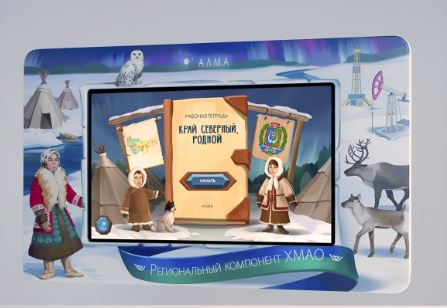 АЛМА
РАБОЧАЯ ТЕТРАДЬ
КРАЙ СЕВЕРНЫЙ,
РОДНОЙ
НАЧАТЬ
АЛМА
РЕГИОНАЛЬНЫЙ КОМПОНЕНТ ХМАО